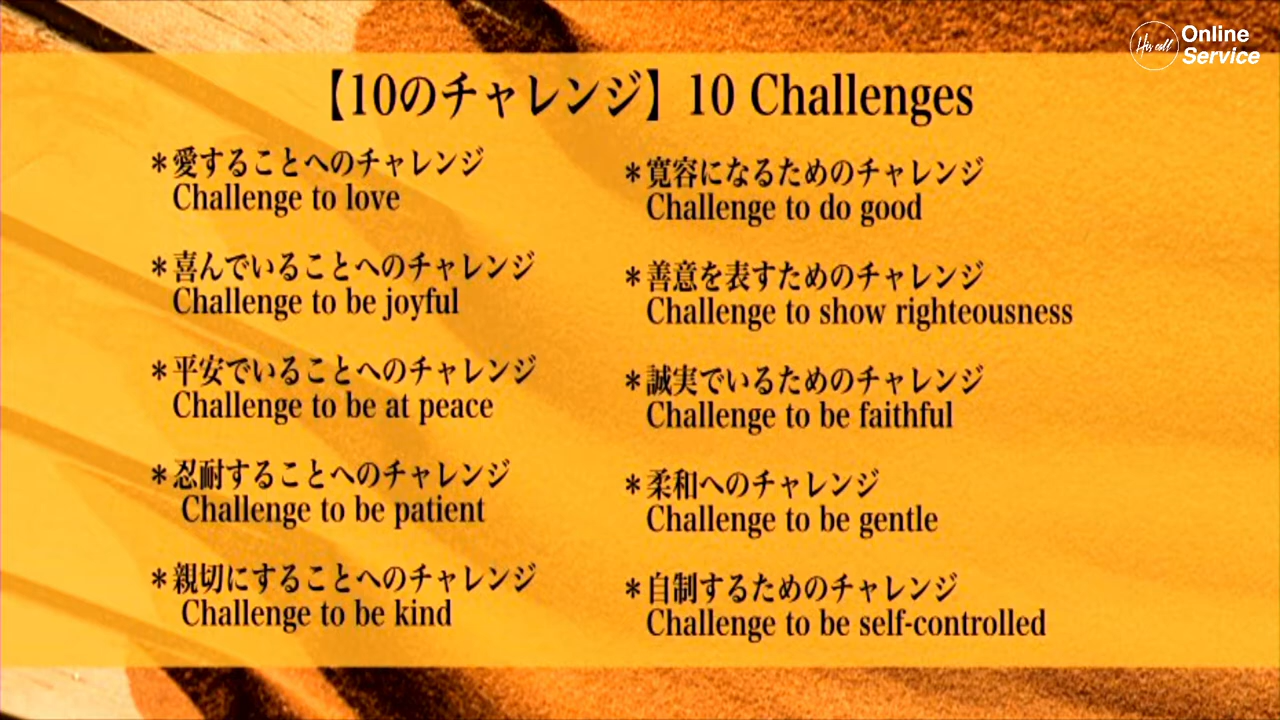 His call
Online
Service
【10のチャレンジ】10 Challenges
＊愛することへのチャレンジ
Challenge to love
＊喜んでいることへのチャレンジ
Challenge to be joyful
＊平安でいることへのチャレンジ
Challenge to be at peace
＊忍耐することへのチャレンジ
Challenge to be patient
＊親切にすることへのチャレンジ
Challenge to be kind
＊寛容になるためのチャレンジ
Challenge to do good
＊善意を表すためのチャレンジ
Challenge to show righteousness
＊誠実でいるためのチャレンジ
Challenge to be faithful
＊柔和へのチャレンジ
Challenge to be gentle
＊自制するためのチャレンジ
Challenge to be self-controlled